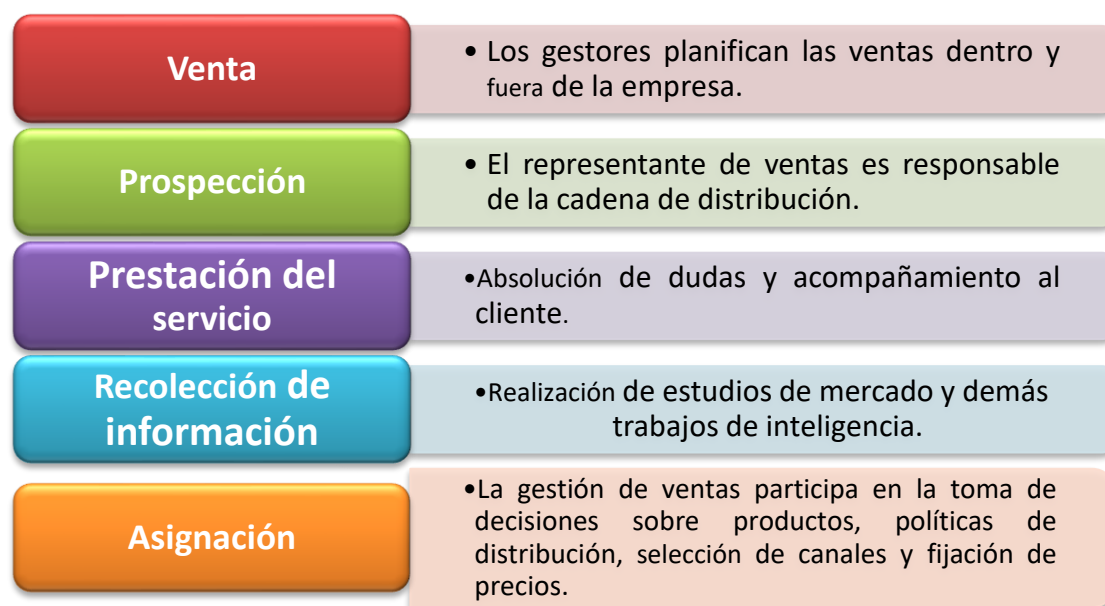 Venta
• Los gestores planifican las ventas dentro y
fuera de la empresa.
Prospección
• El representante de ventas es responsable
de la cadena de distribución.
Prestación del
servicio
•Absolución de dudas y acompañamiento al
cliente.
Recolección de
información
•Realización de estudios de mercado y demás
trabajos de inteligencia.
Asignación
•La gestión de ventas participa en la toma de
decisiones sobre productos, políticas de
distribución, selección de canales y fijación de
precios.